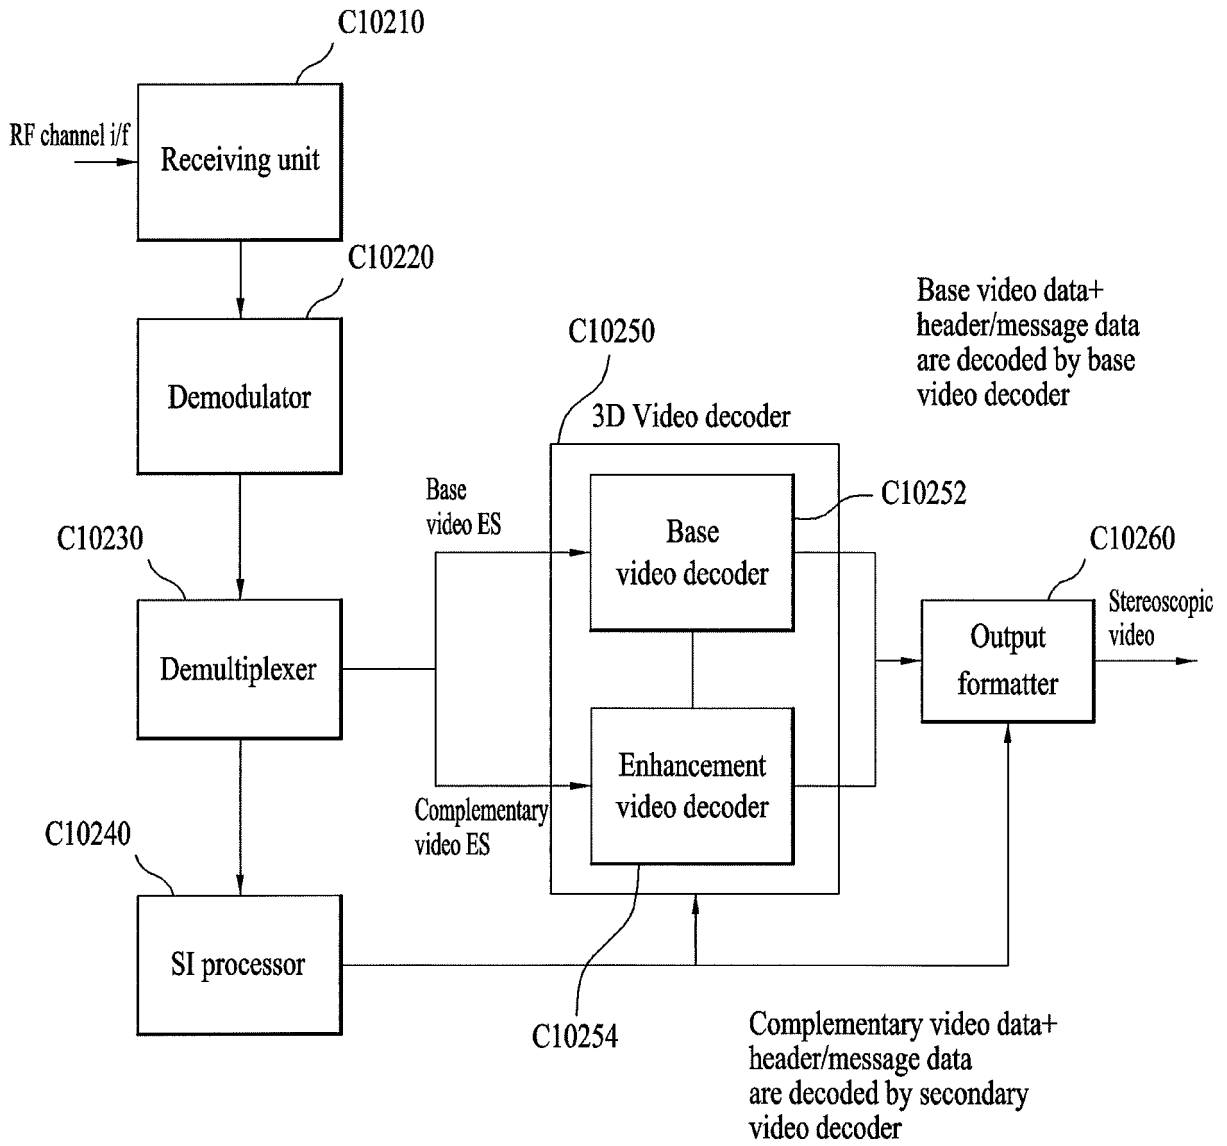 C10210
RF channel i/f
Receiving unit
C10220
Demodulator
Base video data+
header/message data
are decoded by base
video decoder
C10250
3D Video decoder
Base
video ES
C10252
Base
video decoder
C10230
Demultiplexer
C10260
Output
formatter
Stereoscopic
video
Enhancement
video decoder
Complementary
video ES
C10240
SI processor
C10254
Complementary video data+
header/message data
are decoded by secondary
video decoder